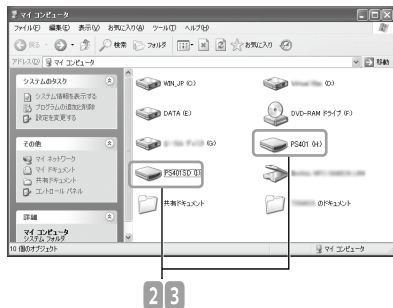 マイ コンピュータ
ファイル(F) 編集(E) 表示(V) お気に入り(A) ツール(T) ヘルプ(H)
戻る 検索 フォルダ
アドレス(D) マイ コンピュータ 移動
システムのタスク
システム情報を表示する
プログラムの追加と削除
設定を変更する
その他
マイ ネットワーク
マイ ドキュメント
共有ドキュメント
コントロール パネル
詳細
マイ コンピュータ
システム フォルダ
WIN_JP (C:)
(D:)
DATA (E:)
DVD-RAM ドライブ (F:)
(G:)
PS401 (H:)
PS401SD (I:)
共有ドキュメント
のドキュメント
10 個のオブジェクト
マイ コンピュータ
2 3